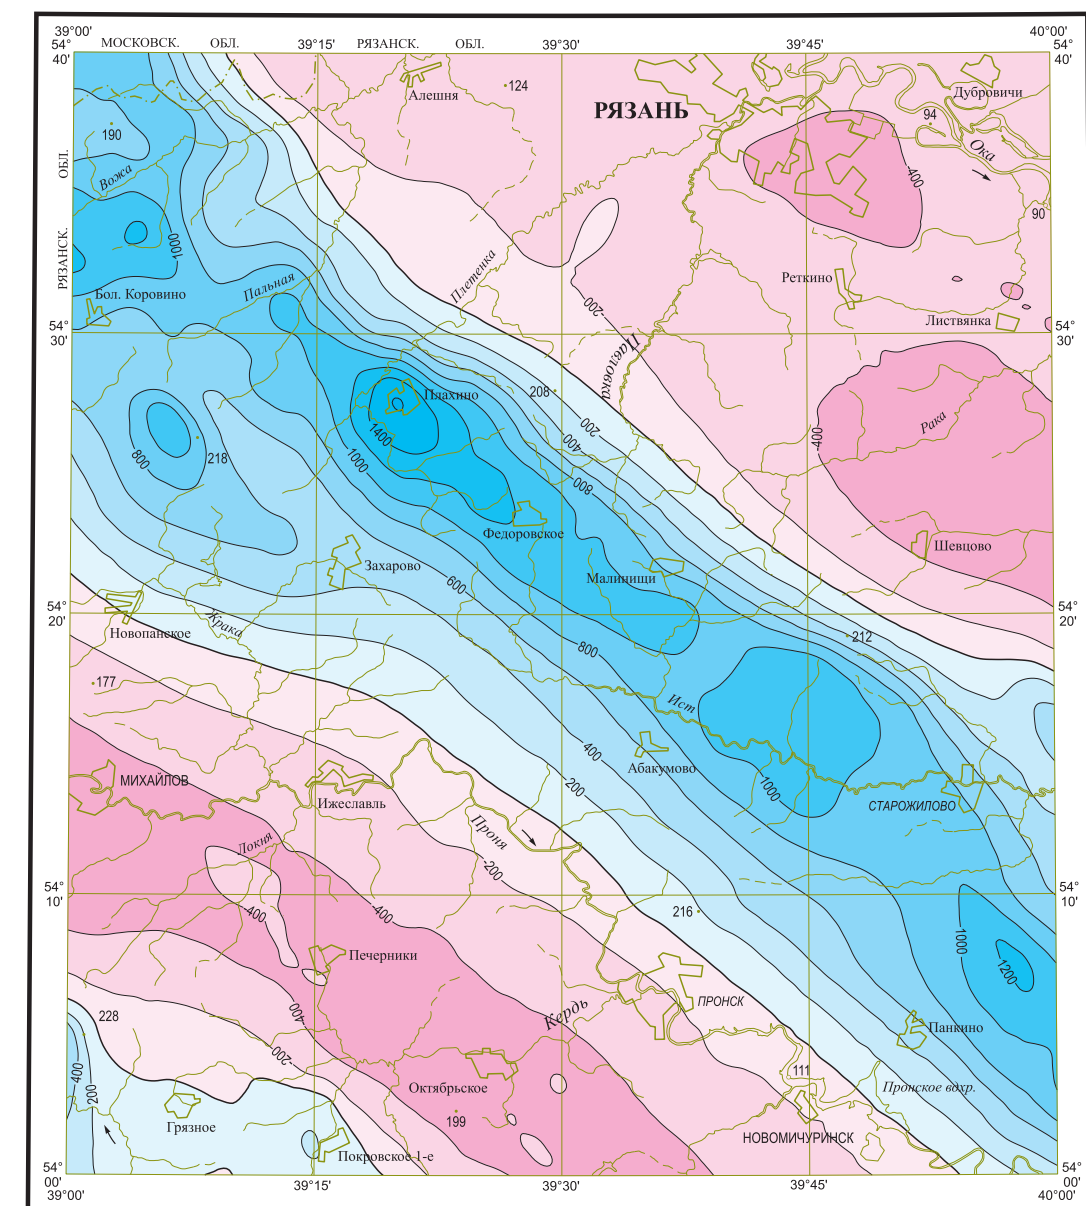 39°00'
54°
40'
МОСКОВСК.
ОБЛ.
39°15'
РЯЗАНСК.
ОБЛ.
39°30'
39°45'
40°00'
54°
40'
Алешня
124
РЯЗАНЬ
Дубровичи
94
Ока
190
Вожа
ОБЛ.
РЯЗАНСК.
-400
90
1000
Плетенка
Пальная
Реткино
Бол. Коровино
-200
Листвянка
54°
30'
54°
30'
Павловка
208
Плахино
200
1400
400
-400
Рака
800
218
1000
800
Федоровское
Шевцово
Захарово
Малинищи
600
54°
20'
54°
20'
Жрака
Новопанское
212
800
177
Ист
400
Абакумово
МИХАЙЛОВ
200
1000
СТАРОЖИЛОВО
Ижеславль
Проня
Локня
-200
54°
10'
54°
10'
-400
-400
216
1000
Печерники
1200
ПРОНСК
-400
Кердь
228
Панкино
-200
400
200
Октябрьское
111
Пронское вдхр.
199
Грязное
НОВОМИЧУРИНСК
Покровское 1-е
54°
00'
39°00'
39°15'
39°30'
39°45'
54°
00'
40°00'